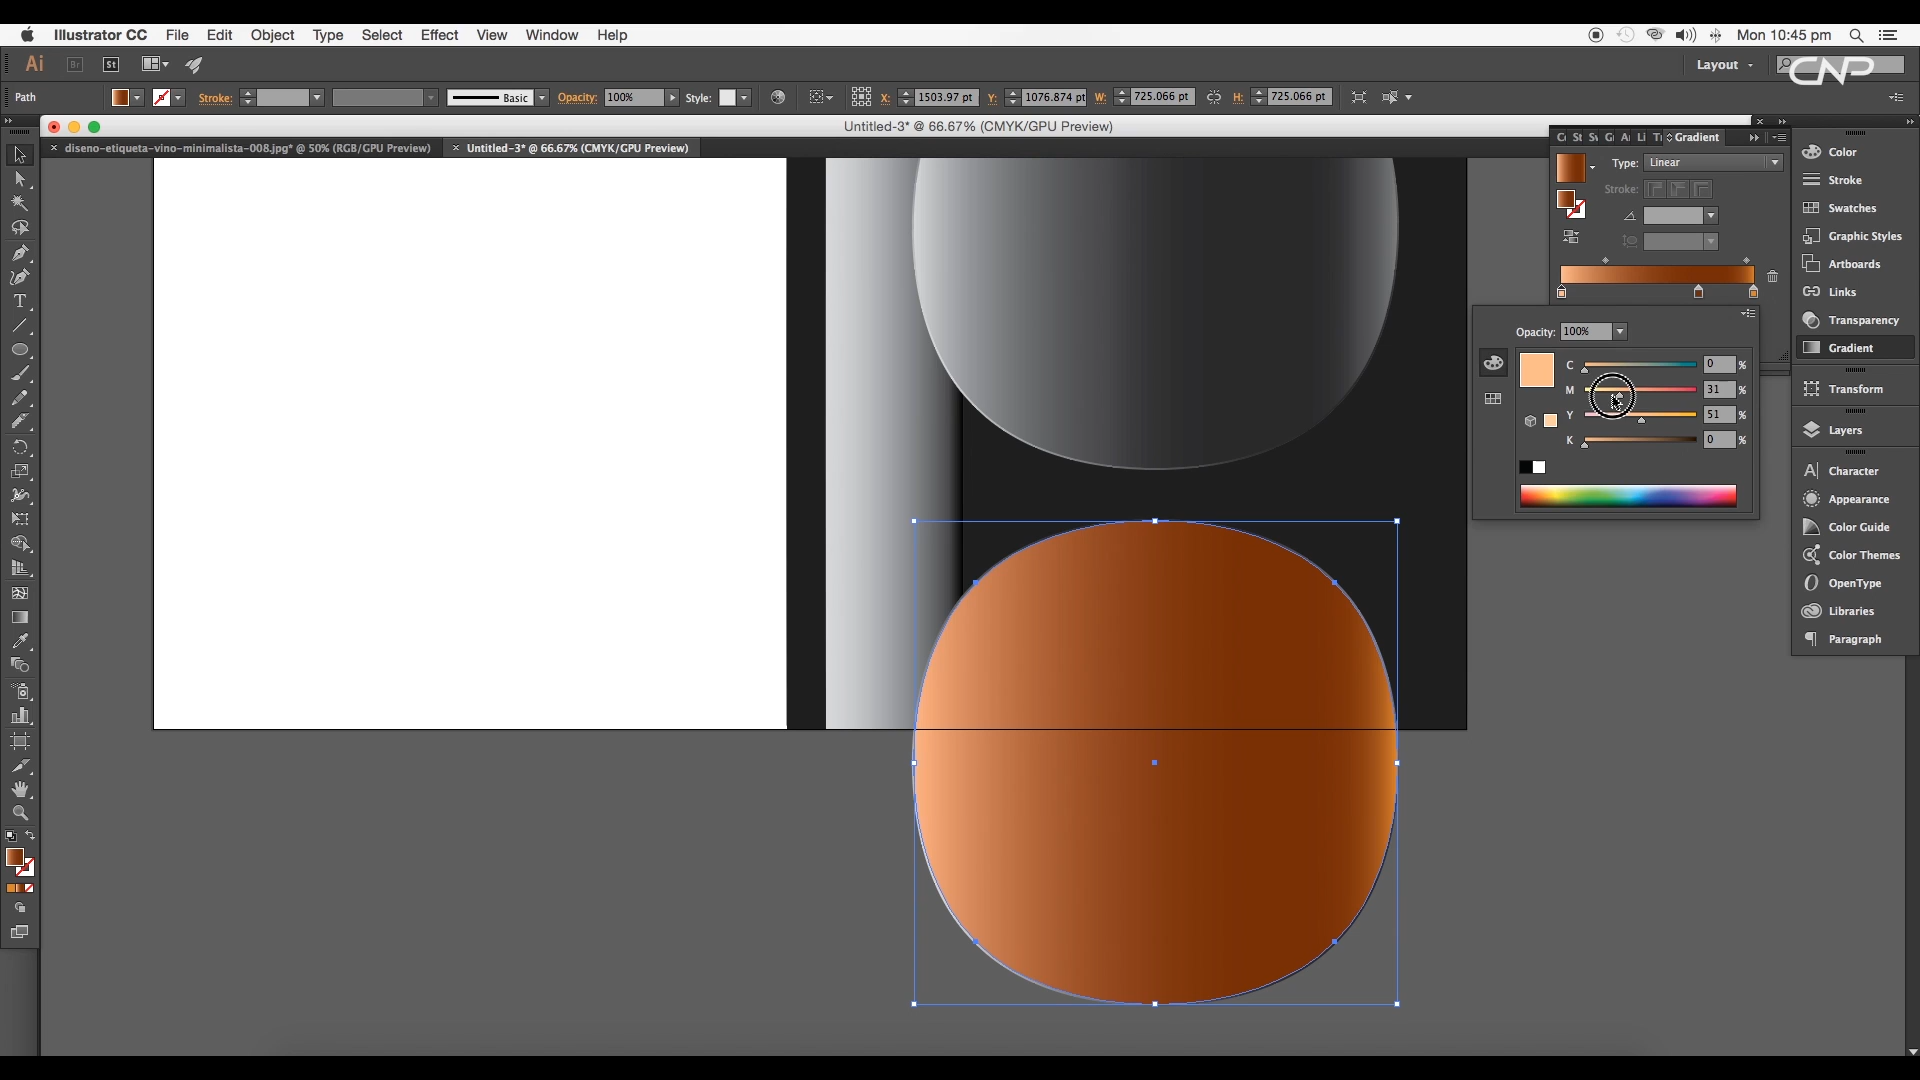 Illustrator CC File Edit Object Type Select Effect View Window Help
Mon 10:45 pm
Ai Br St
Layout
CNP
Path
Stroke:
Basic
Opacity: 100%
Style:
X: 1503.97 pt
Y: 1076.874 pt
W: 725.066 pt
H: 725.066 pt
Untitled-3* @ 66.67% (CMYK/GPU Preview)
diseno-etiqueta-vino-minimalista-008.jpg* @ 50% (RGB/GPU Preview)
Untitled-3* @ 66.67% (CMYK/GPU Preview)
Gradient
Type: Linear
Stroke:
Opacity: 100%
C 0 %
M 31 %
Y 51 %
K 0 %
Color
Stroke
Swatches
Graphic Styles
Artboards
Links
Transparency
Gradient
Transform
Layers
Character
Appearance
Color Guide
Color Themes
OpenType
Libraries
Paragraph